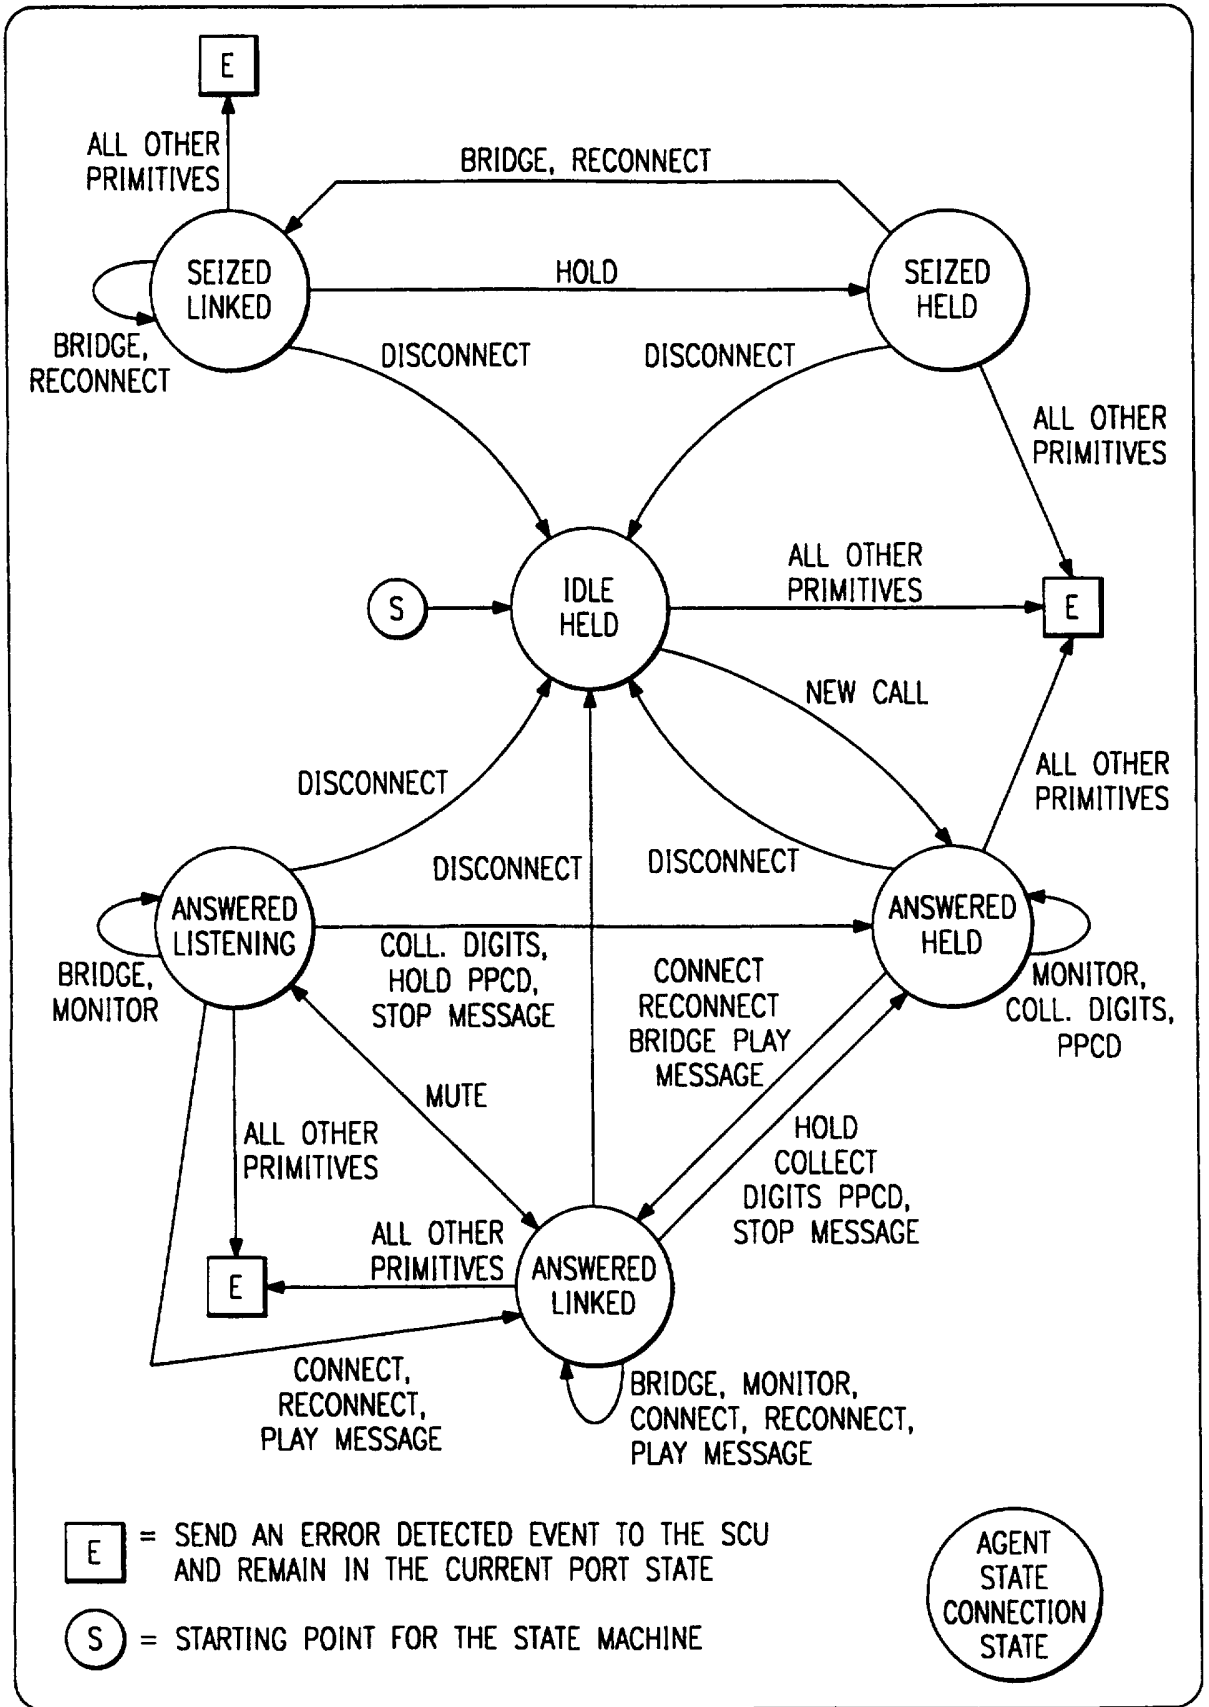 E
ALL OTHER
PRIMITIVES
BRIDGE, RECONNECT
SEIZED
LINKED
HOLD
SEIZED
HELD
BRIDGE,
RECONNECT
DISCONNECT
DISCONNECT
ALL OTHER
PRIMITIVES
S
IDLE
HELD
ALL OTHER
PRIMITIVES
E
NEW CALL
DISCONNECT
ALL OTHER
PRIMITIVES
DISCONNECT
DISCONNECT
ANSWERED
LISTENING
ANSWERED
HELD
BRIDGE,
MONITOR
COLL. DIGITS,
HOLD PPCD,
STOP MESSAGE
CONNECT
RECONNECT
BRIDGE PLAY
MESSAGE
MONITOR,
COLL. DIGITS,
PPCD
MUTE
ALL OTHER
PRIMITIVES
HOLD
COLLECT
DIGITS PPCD,
STOP MESSAGE
ALL OTHER
PRIMITIVES
E
ANSWERED
LINKED
CONNECT,
RECONNECT,
PLAY MESSAGE
BRIDGE, MONITOR,
CONNECT, RECONNECT,
PLAY MESSAGE
E = SEND AN ERROR DETECTED EVENT TO THE SCU
AND REMAIN IN THE CURRENT PORT STATE
S = STARTING POINT FOR THE STATE MACHINE
AGENT
STATE
CONNECTION
STATE